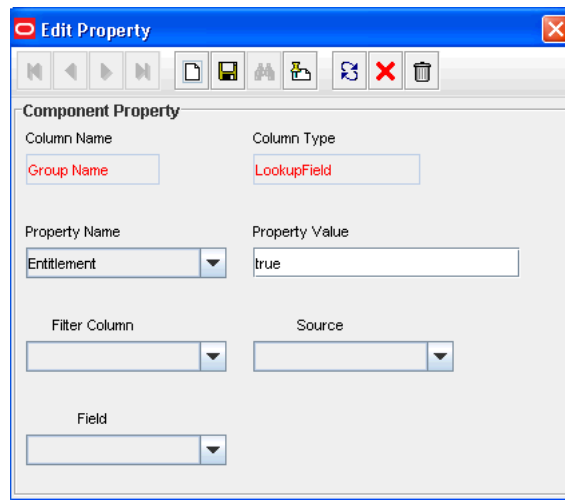 Edit Property
Component Property
Column Name Column Type
Group Name LookupField
Property Name Property Value
Entitlement true
Filter Column Source
Field